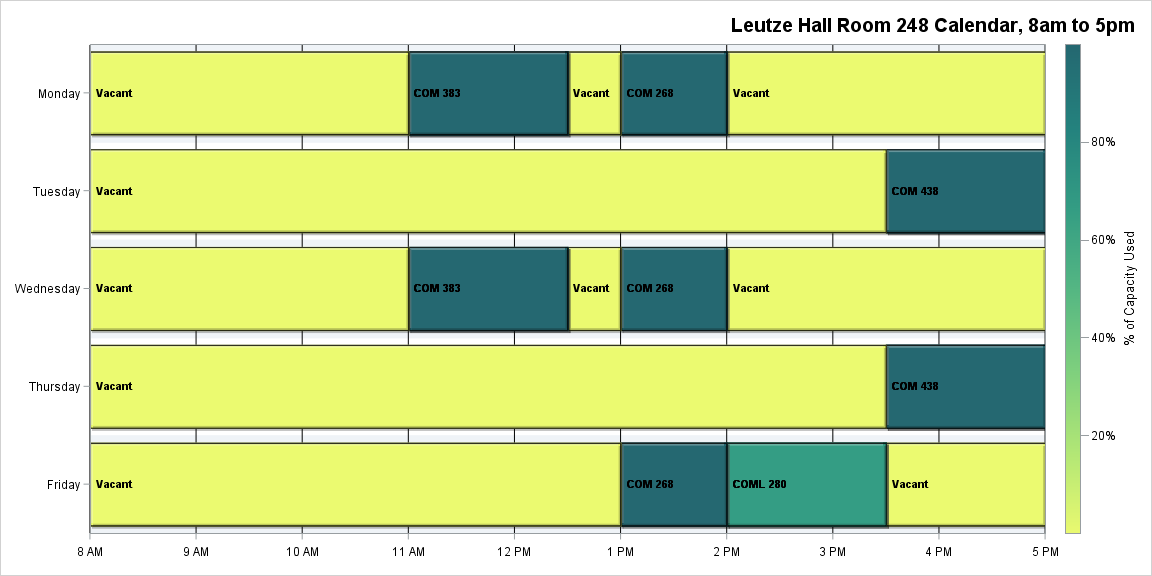 Leutze Hall Room 248 Calendar, 8am to 5pm
Monday
Vacant
COM 383
Vacant
COM 268
Vacant
Tuesday
Vacant
COM 438
Wednesday
Vacant
COM 383
Vacant
COM 268
Vacant
Thursday
Vacant
COM 438
Friday
Vacant
COM 268
COML 280
Vacant
8 AM 9 AM 10 AM 11 AM 12 PM 1 PM 2 PM 3 PM 4 PM 5 PM
80%
60%
40%
20%
% of Capacity Used